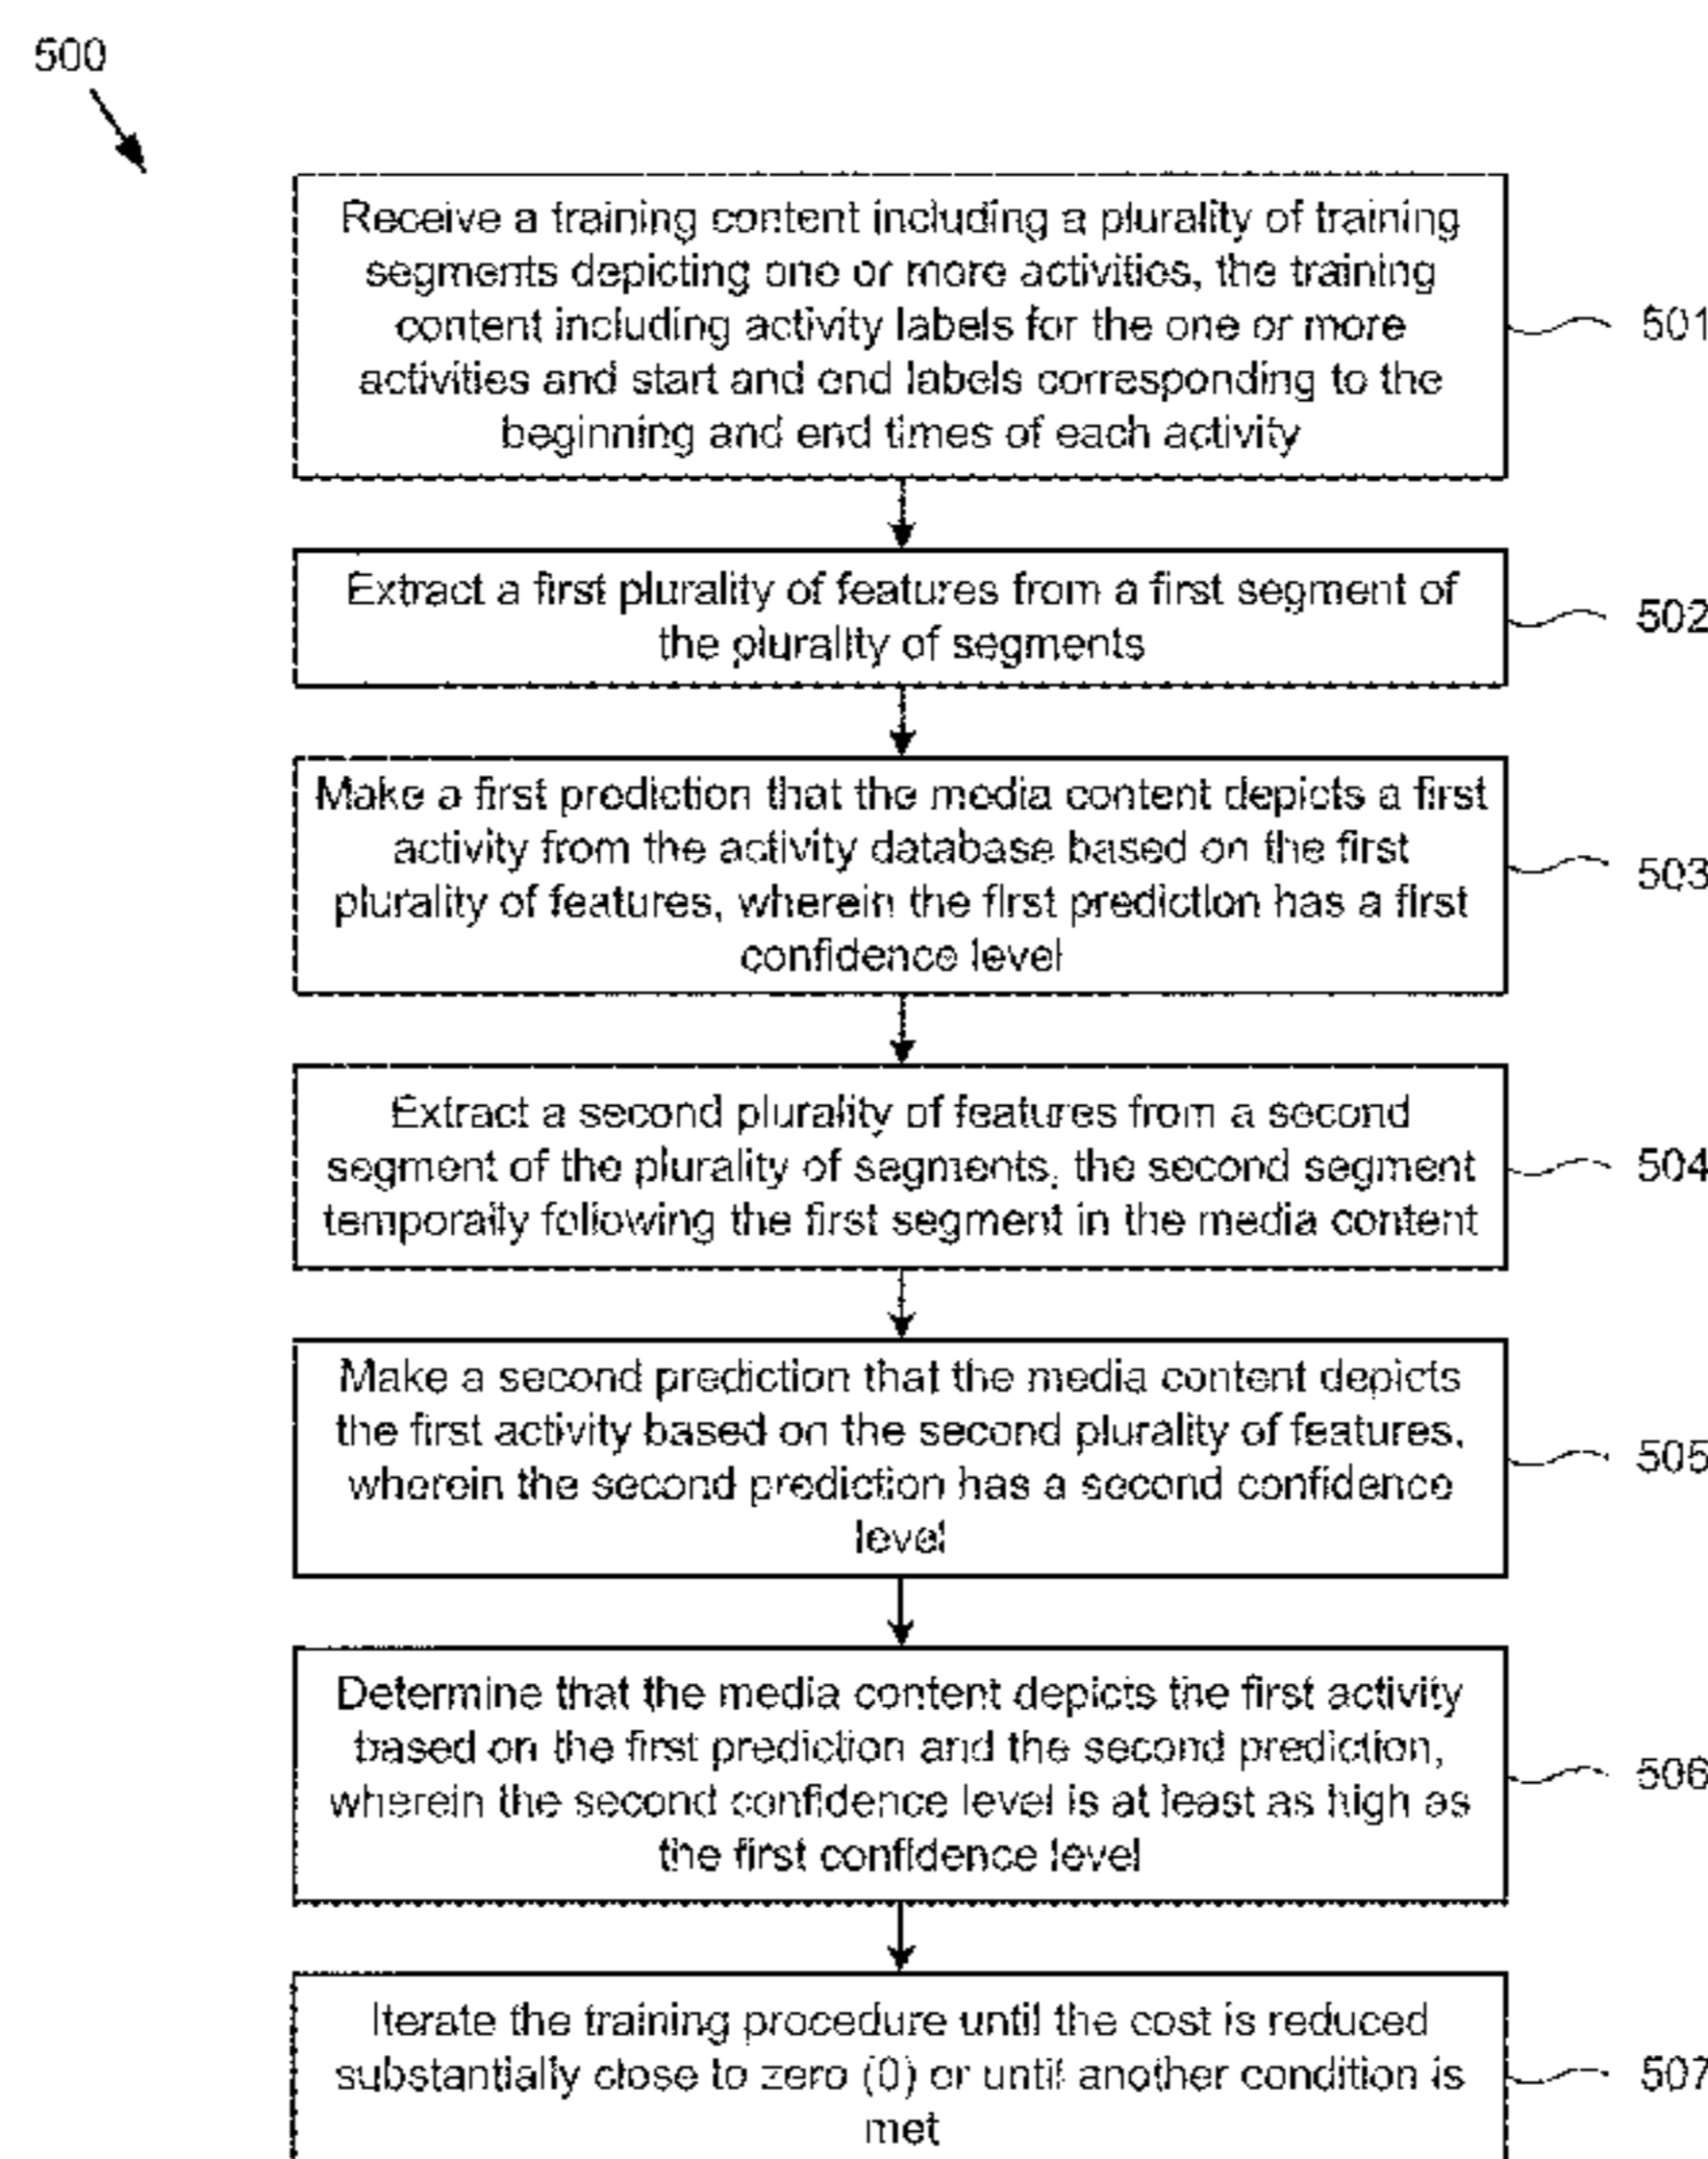 500
Receive a training content including a plurality of training
segments depicting one or more activities, the training
content including activity labels for the one or more
activities and start and end labels corresponding to the
beginning and end times of each activity
501
Extract a first plurality of features from a first segment of
the plurality of segments
502
Make a first prediction that the media content depicts a first
activity from the activity database based on the first
plurality of features, wherein the first prediction has a first
confidence level
503
Extract a second plurality of features from a second
segment of the plurality of segments, the second segment
temporally following the first segment in the media content
504
Make a second prediction that the media content depicts
the first activity based on the second plurality of features,
wherein the second prediction has a second confidence
level
505
Determine that the media content depicts the first activity
based on the first prediction and the second prediction,
wherein the second confidence level is at least as high as
the first confidence level
506
Iterate the training procedure until the cost is reduced
substantially close to zero (0) or until another condition is
met
507